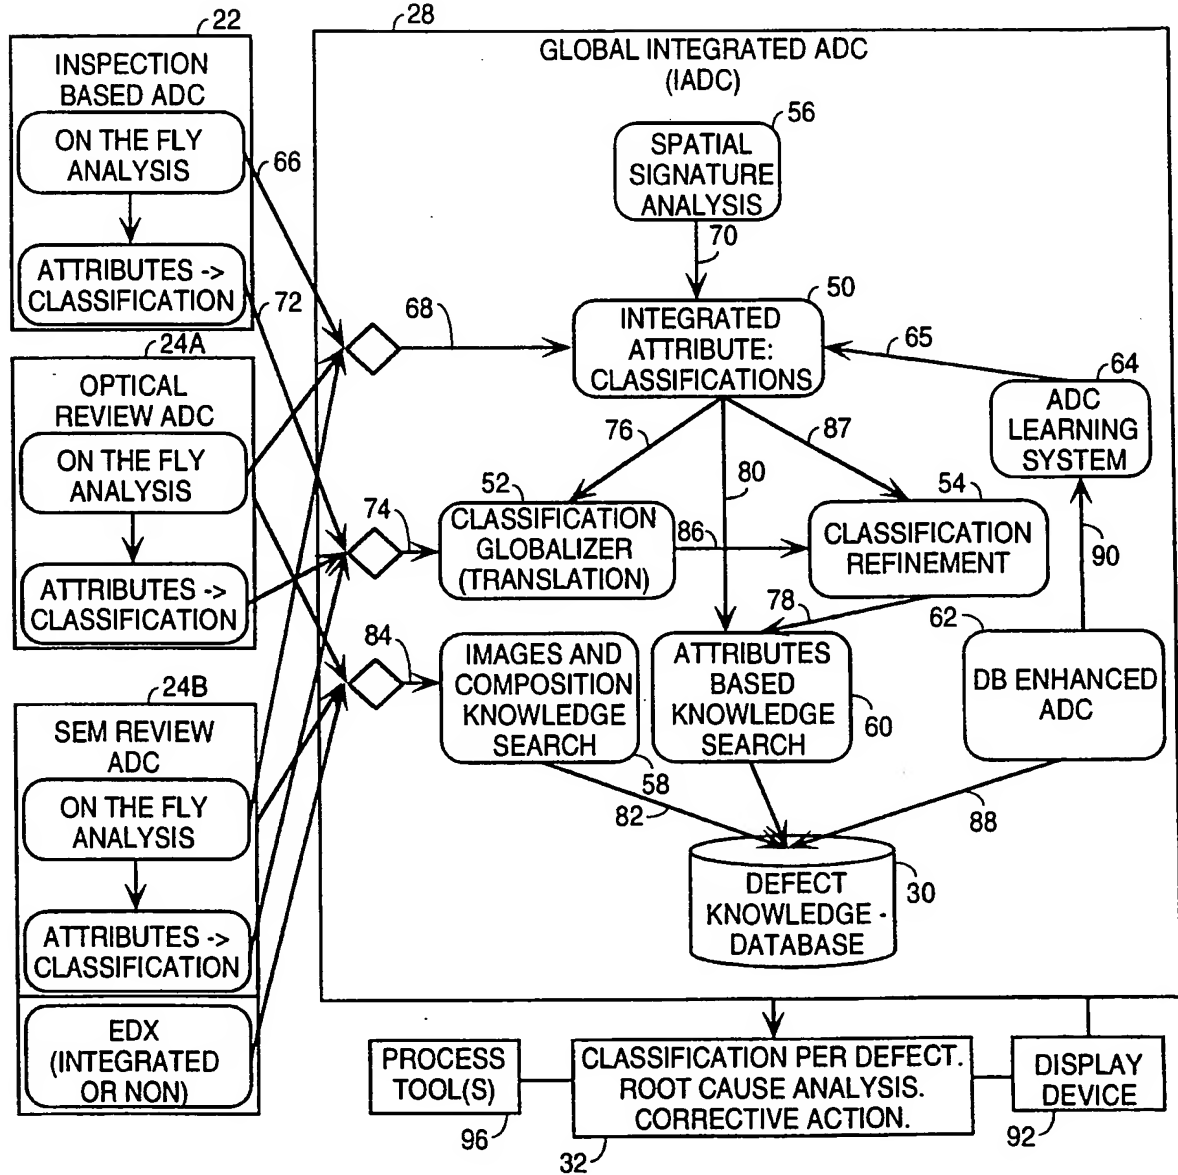 22
INSPECTION
BASED ADC
ON THE FLY
ANALYSIS
ATTRIBUTES ->
CLASSIFICATION
66
72
24A
OPTICAL
REVIEW ADC
ON THE FLY
ANALYSIS
ATTRIBUTES ->
CLASSIFICATION
24B
SEM REVIEW
ADC
ON THE FLY
ANALYSIS
ATTRIBUTES ->
CLASSIFICATION
EDX
(INTEGRATED
OR NON)
28
GLOBAL INTEGRATED ADC
(IADC)
56
SPATIAL
SIGNATURE
ANALYSIS
70
68
50
INTEGRATED
ATTRIBUTE:
CLASSIFICATIONS
65
64
ADC
LEARNING
SYSTEM
76
80
87
74
52
CLASSIFICATION
GLOBALIZER
(TRANSLATION)
86
54
CLASSIFICATION
REFINEMENT
90
78
84
IMAGES AND
COMPOSITION
KNOWLEDGE
SEARCH
58
ATTRIBUTES
BASED
KNOWLEDGE
SEARCH
60
62
DB ENHANCED
ADC
82
88
DEFECT
KNOWLEDGE -
DATABASE
30
PROCESS
TOOL(S)
96
CLASSIFICATION PER DEFECT.
ROOT CAUSE ANALYSIS.
CORRECTIVE ACTION.
32
DISPLAY
DEVICE
92